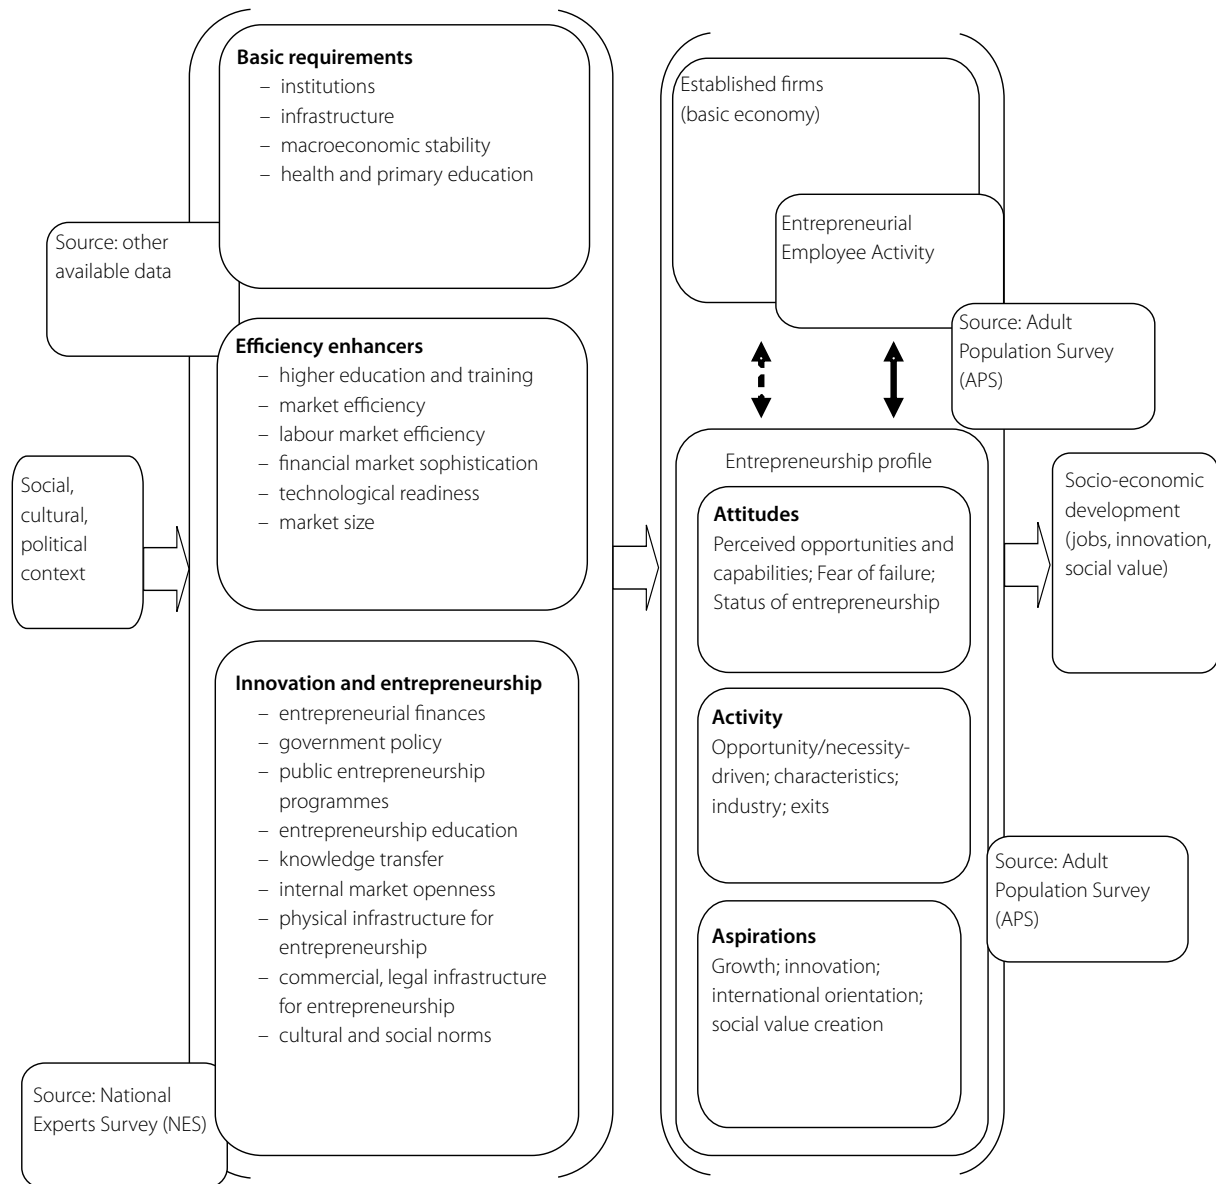 Basic requirements
– institutions
– infrastructure
– macroeconomic stability
– health and primary education
Source: other
available data
Efficiency enhancers
– higher education and training
– market efficiency
– labour market efficiency
– financial market sophistication
– technological readiness
– market size
Social,
cultural,
political
context
Innovation and entrepreneurship
– entrepreneurial finances
– government policy
– public entrepreneurship
programmes
– entrepreneurship education
– knowledge transfer
– internal market openness
– physical infrastructure for
entrepreneurship
– commercial, legal infrastructure
for entrepreneurship
– cultural and social norms
Source: National
Experts Survey (NES)
Established firms
(basic economy)
Entrepreneurial
Employee Activity
Source: Adult
Population Survey
(APS)
Entrepreneurship profile
Attitudes
Perceived opportunities and
capabilities; Fear of failure;
Status of entrepreneurship
Activity
Opportunity/necessity-
driven; characteristics;
industry; exits
Aspirations
Growth; innovation;
international orientation;
social value creation
Source: Adult
Population Survey
(APS)
Socio-economic
development
(jobs, innovation,
social value)